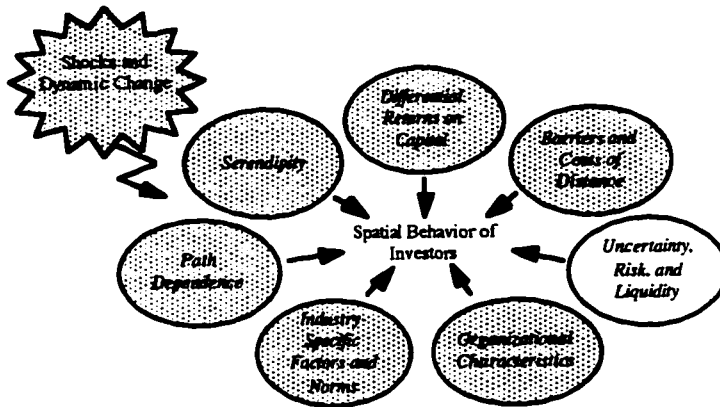 Shocks and
Dynamic Change
Differential
Returns on
Capital
Serendipity
Barriers and
Costs of
Distance
Spatial Behavior of
Investors
Path
Dependence
Uncertainty,
Risk, and
Liquidity
Industry
Specific
Factors and
Norms
Organizational
Characteristics